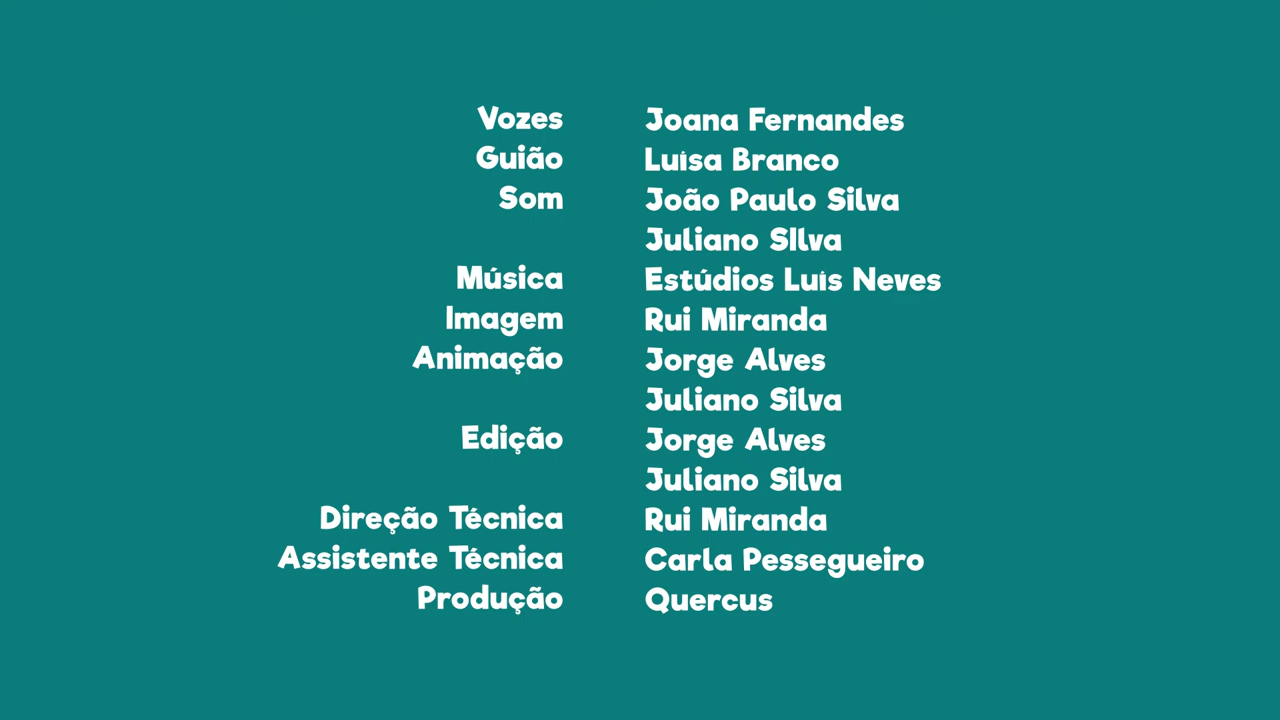 Vozes Joana Fernandes
Guião Luísa Branco
Som João Paulo Silva
Juliano SIlva
Música Estúdios Luís Neves
Imagem Rui Miranda
Animação Jorge Alves
Juliano Silva
Edição Jorge Alves
Juliano Silva
Direção Técnica Rui Miranda
Assistente Técnica Carla Pessegueiro
Produção Quercus